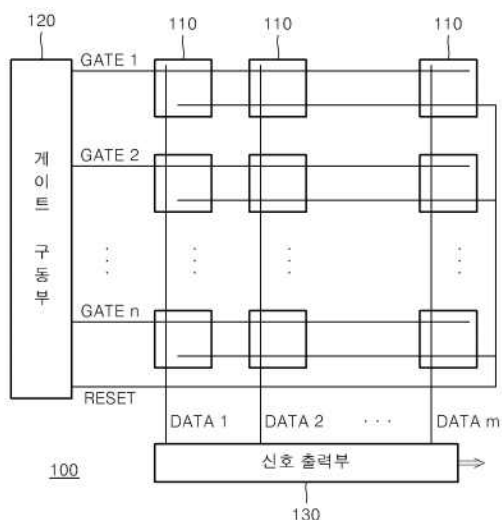 120
110
110
110
GATE 1
GATE 2
게이트 구동부
GATE n
RESET
DATA 1
DATA 2
DATA m
100
신호 출력부
130